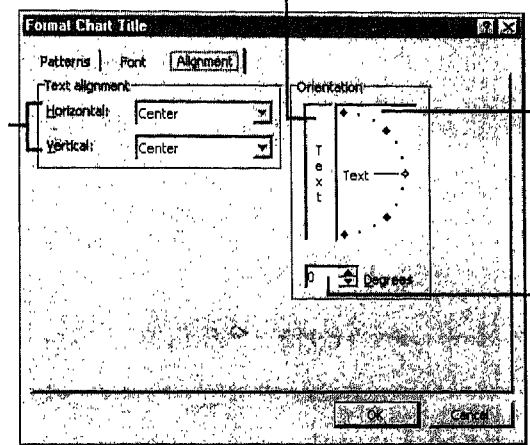 Format Chart Title
Patterns Font Alignment
Text alignment
Horizontal: Center
Vertical: Center
Orientation
T
e
x
t
Text
0 Degrees
OK Cancel